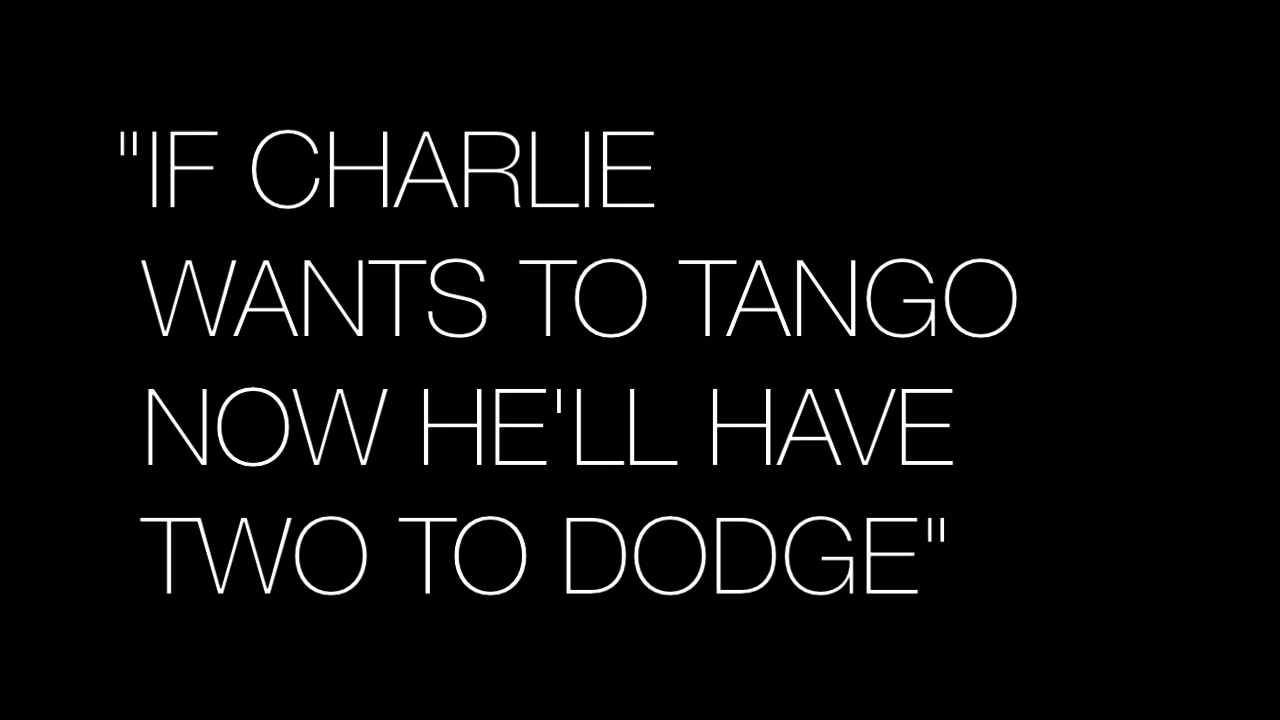 "IF CHARLIE
WANTS TO TANGO
NOW HE'LL HAVE
TWO TO DODGE"